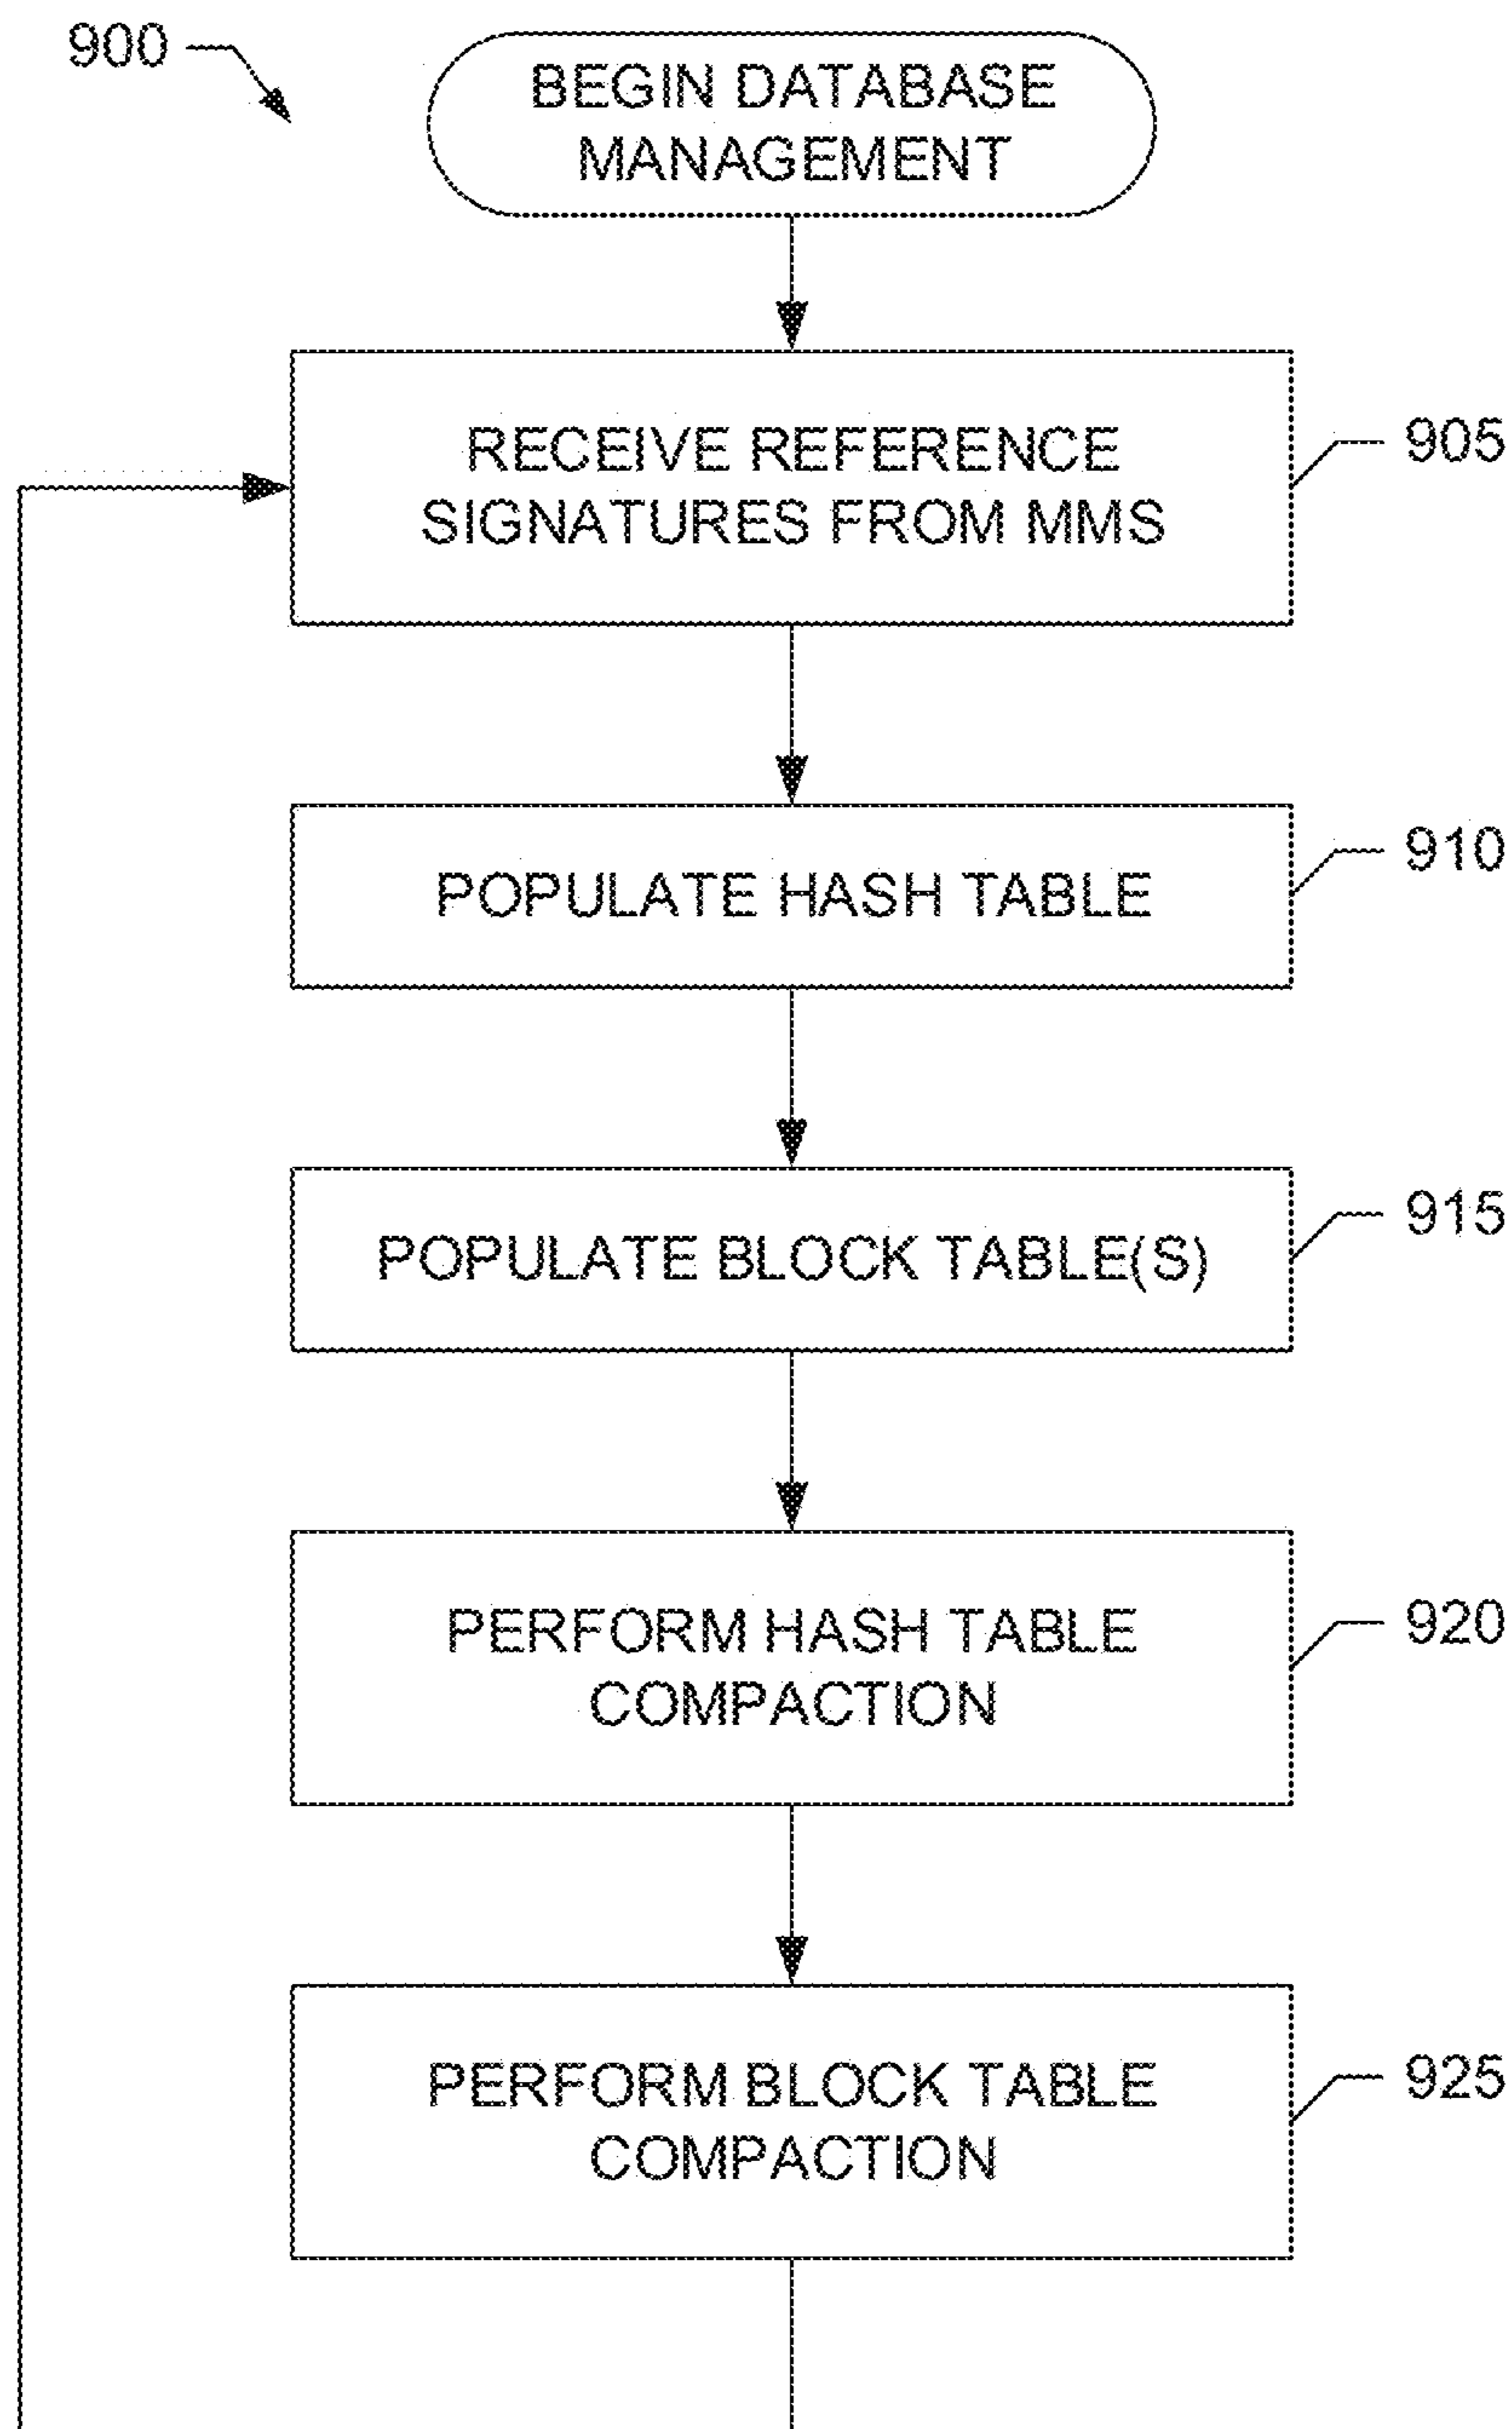 900
BEGIN DATABASE
MANAGEMENT
RECEIVE REFERENCE
SIGNATURES FROM MMS
905
POPULATE HASH TABLE
910
POPULATE BLOCK TABLE(S)
915
PERFORM HASH TABLE
COMPACTION
920
PERFORM BLOCK TABLE
COMPACTION
925